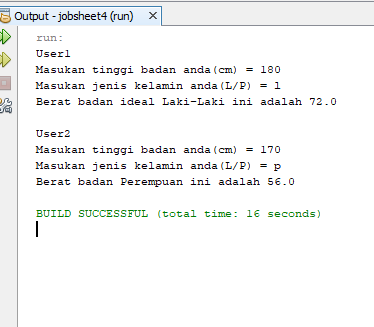 Output - jobsheet4 (run)
run:
User1
Masukan tinggi badan anda(cm) = 180
Masukan jenis kelamin anda(L/P) = l
Berat badan ideal Laki-Laki ini adalah 72.0
User2
Masukan tinggi badan anda(cm) = 170
Masukan jenis kelamin anda(L/P) = p
Berat badan Perempuan ini adalah 56.0
BUILD SUCCESSFUL (total time: 16 seconds)